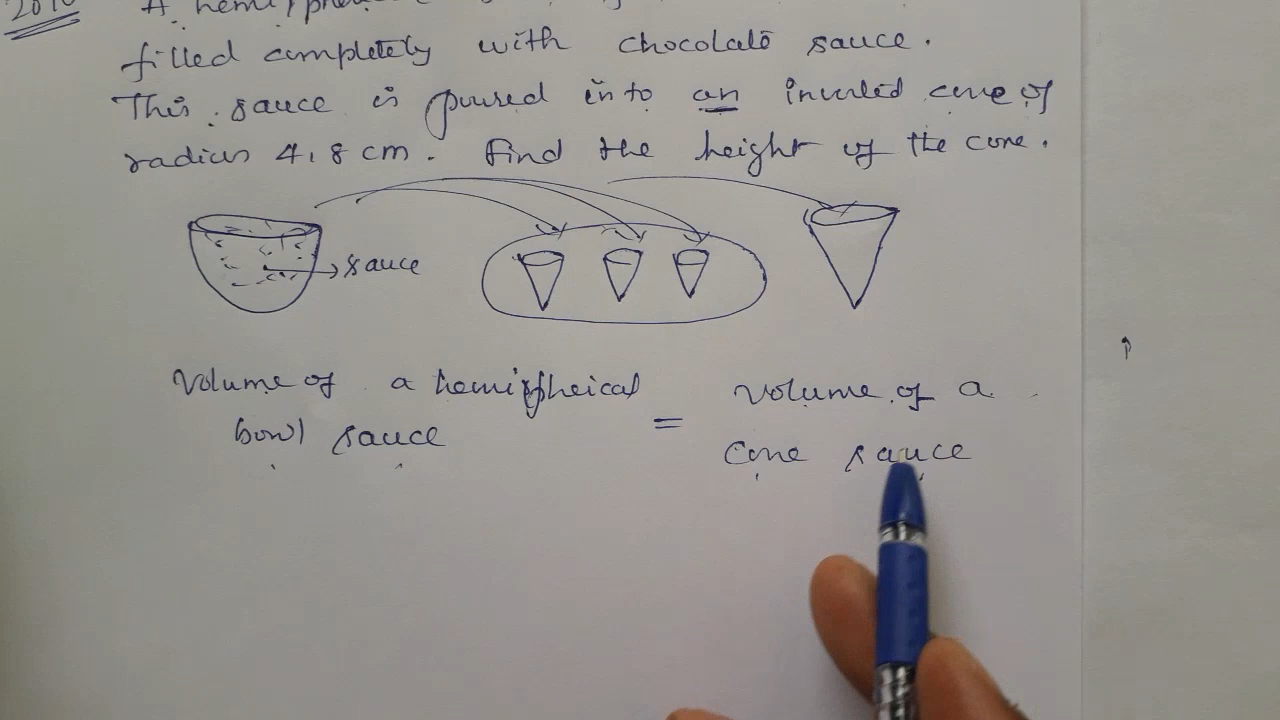 filled completely with chocolate sauce.
This sauce is poured into an inverted cone of
radius 4.8 cm. Find the height of the cone.
sauce
Volume of a hemispheical = Volume of a
bowl sauce cone sauce